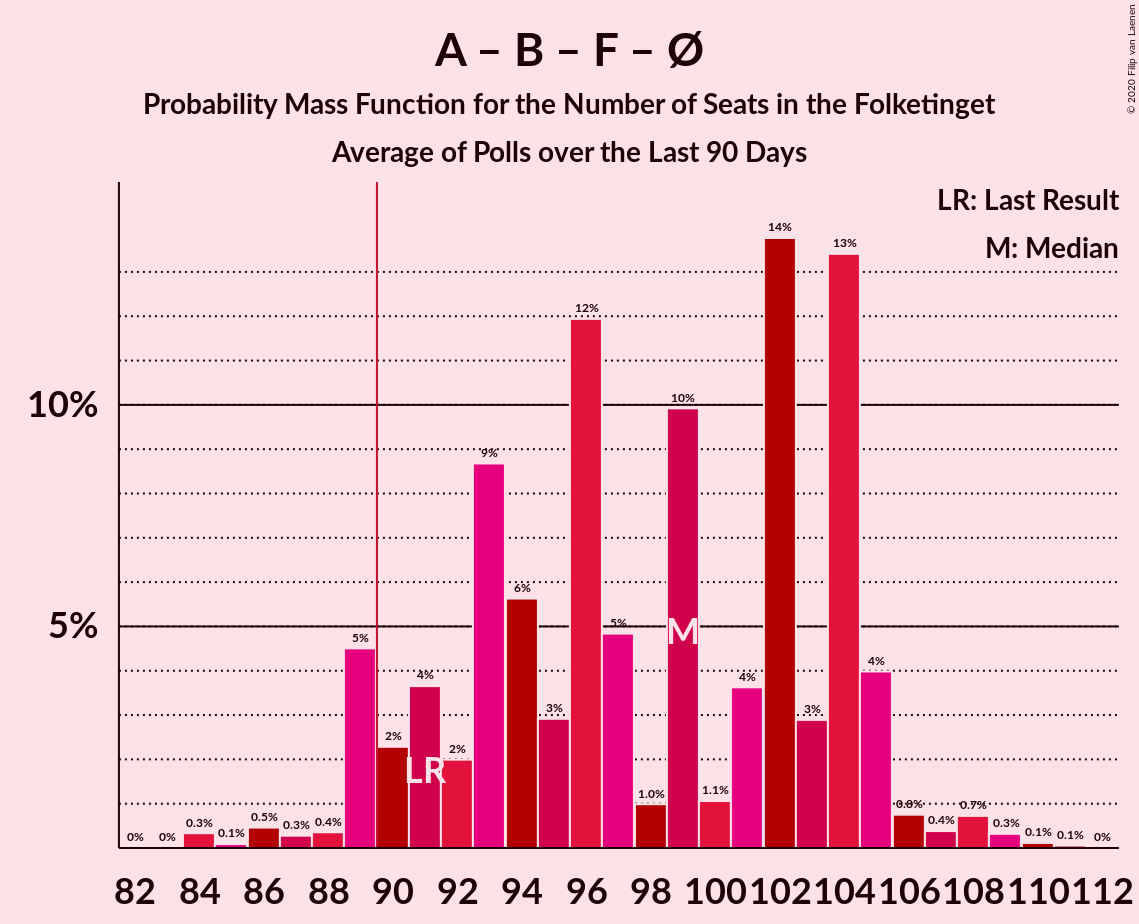 © 2020 Filip van Laenen
A – B – F – Ø
Probability Mass Function for the Number of Seats in the Folketinget
Average of Polls over the Last 90 Days
LR: Last Result
M: Median
10%
5%
0% 0% 0.3% 0.1% 0.5% 0.3% 0.4% 5% 2% 4% 2% 9% 6% 3% 12% 5% 1.0% 10% 1.1% 4% 14% 3% 13% 4% 0.8% 0.4% 0.7% 0.3% 0.1% 0.1% 0%
LR
M
82 84 86 88 90 92 94 96 98 100 102 104 106 108 110 112